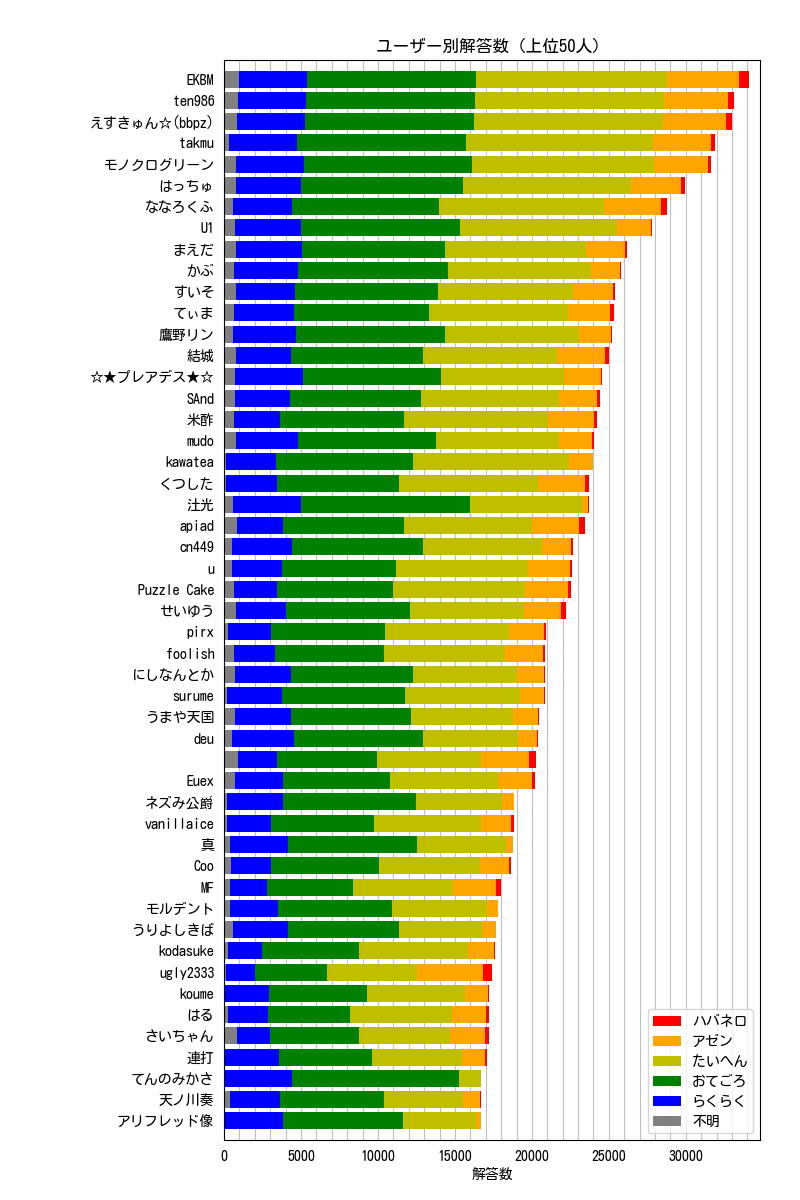 ユーザー別解答数 (上位50人)
EKBM
ten986
えすきゅん☆(bbpz)
takmu
モノクログリーン
はっちゅ
ななろくふ
U1
まえだ
かぶ
すいそ
てぃま
鷹野リン
結城
☆★プレアデス★☆
SAnd
米酢
mudo
kawatea
くつした
汢光
apiad
cn449
u
Puzzle Cake
せいゆう
pirx
foolish
にしなんとか
surume
うまや天国
deu
Euex
ネズみ公爵
vanillaice
真
Coo
MF
モルデント
うりよしきば
kodasuke
ugly2333
koume
はる
さいちゃん
連打
てんのみかさ
天ノ川奏
アリフレッド像
ハバネロ
アゼン
たいへん
おてごろ
らくらく
不明
0 5000 10000 15000 20000 25000 30000
解答数